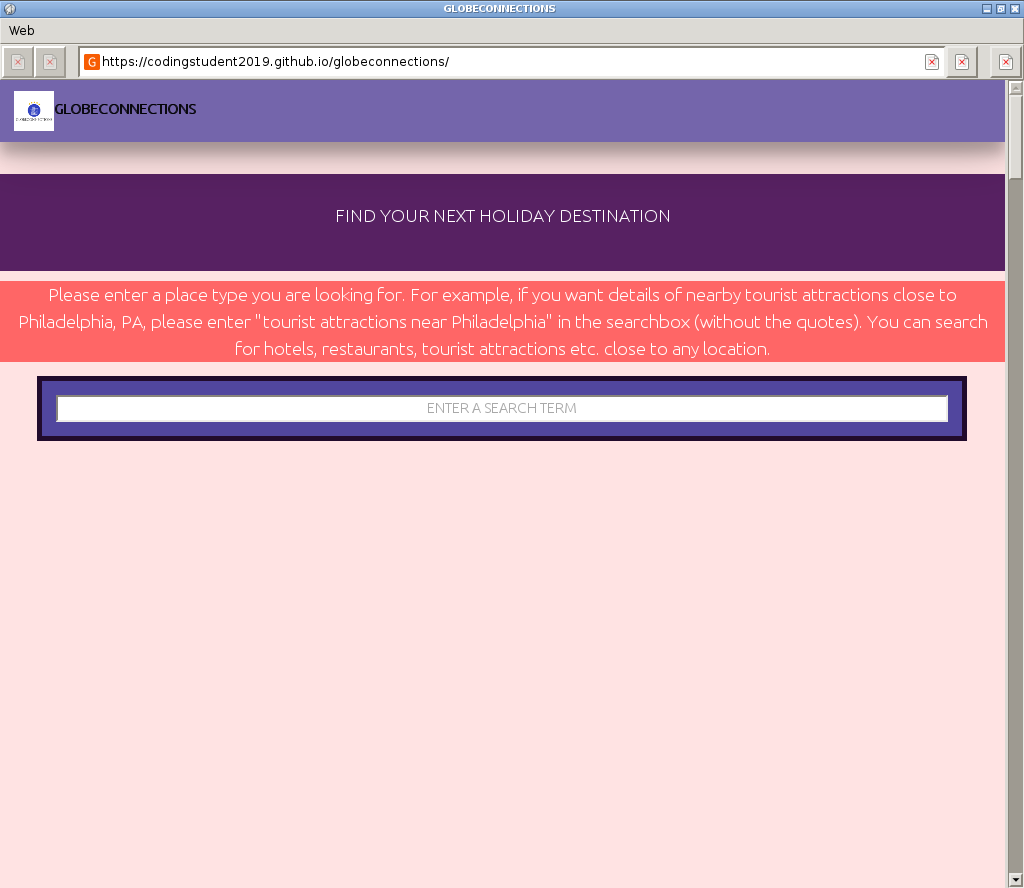 GLOBECONNECTIONS
Web
G
https://codingstudent2019.github.io/globeconnections/
GLOBECONNECTIONS
FIND YOUR NEXT HOLIDAY DESTINATION
Please enter a place type you are looking for. For example, if you want details of nearby tourist attractions close to
Philadelphia, PA, please enter "tourist attractions near Philadelphia" in the searchbox (without the quotes). You can search
for hotels, restaurants, tourist attractions etc. close to any location.
ENTER A SEARCH TERM